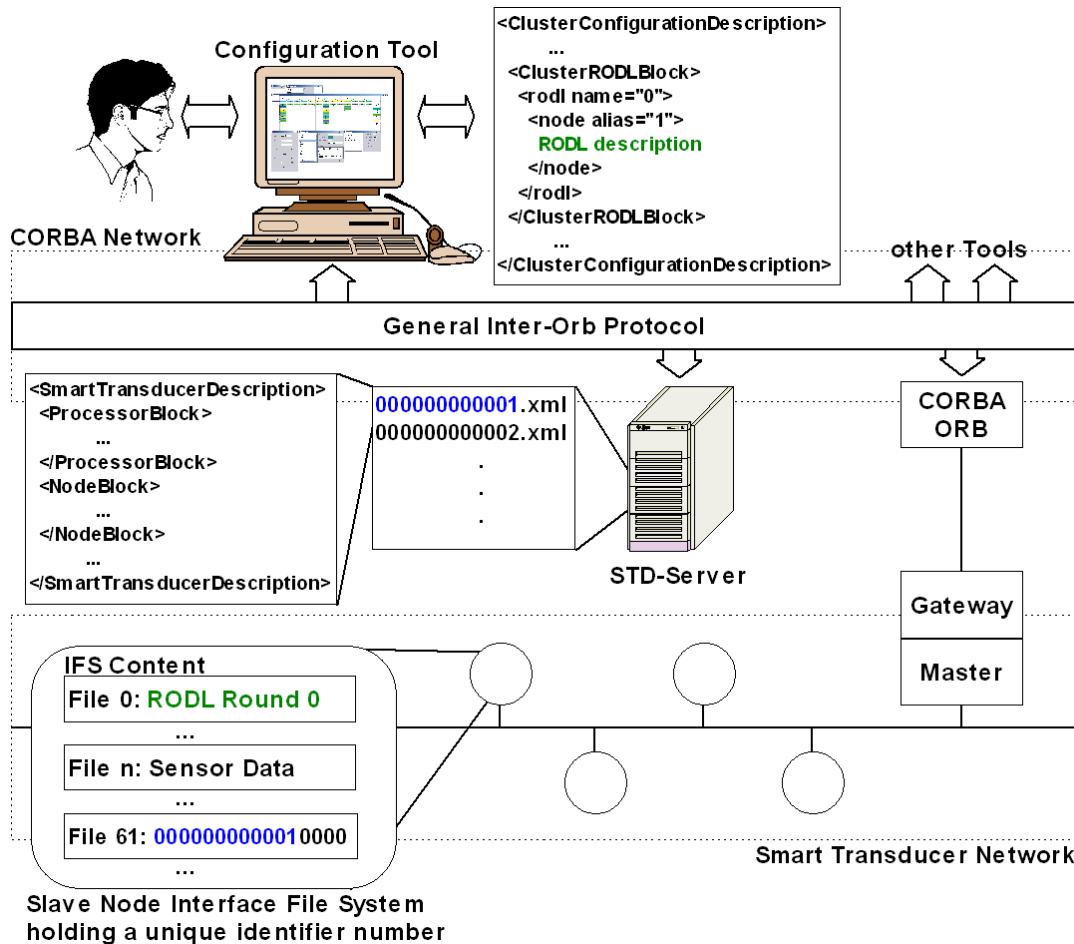 Configuration Tool
<ClusterConfigurationDescription>
...
<ClusterRODLBlock>
<rodl name="0">
<node alias="1">
RODL description
</node>
</rodl>
</ClusterRODLBlock>
...
</ClusterConfigurationDescription>
CORBA Network
other Tools
General Inter-Orb Protocol
<SmartTransducerDescription>
<ProcessorBlock>
...
</ProcessorBlock>
<NodeBlock>
...
</NodeBlock>
...
</SmartTransducerDescription>
000000000001.xml
000000000002.xml
.
.
.
STD-Server
CORBA
ORB
Gateway
Master
IFS Content
File 0: RODL Round 0
...
File n: Sensor Data
...
File 61: 0000000000010000
...
Smart Transducer Network
Slave Node Interface File System
holding a unique identifier number